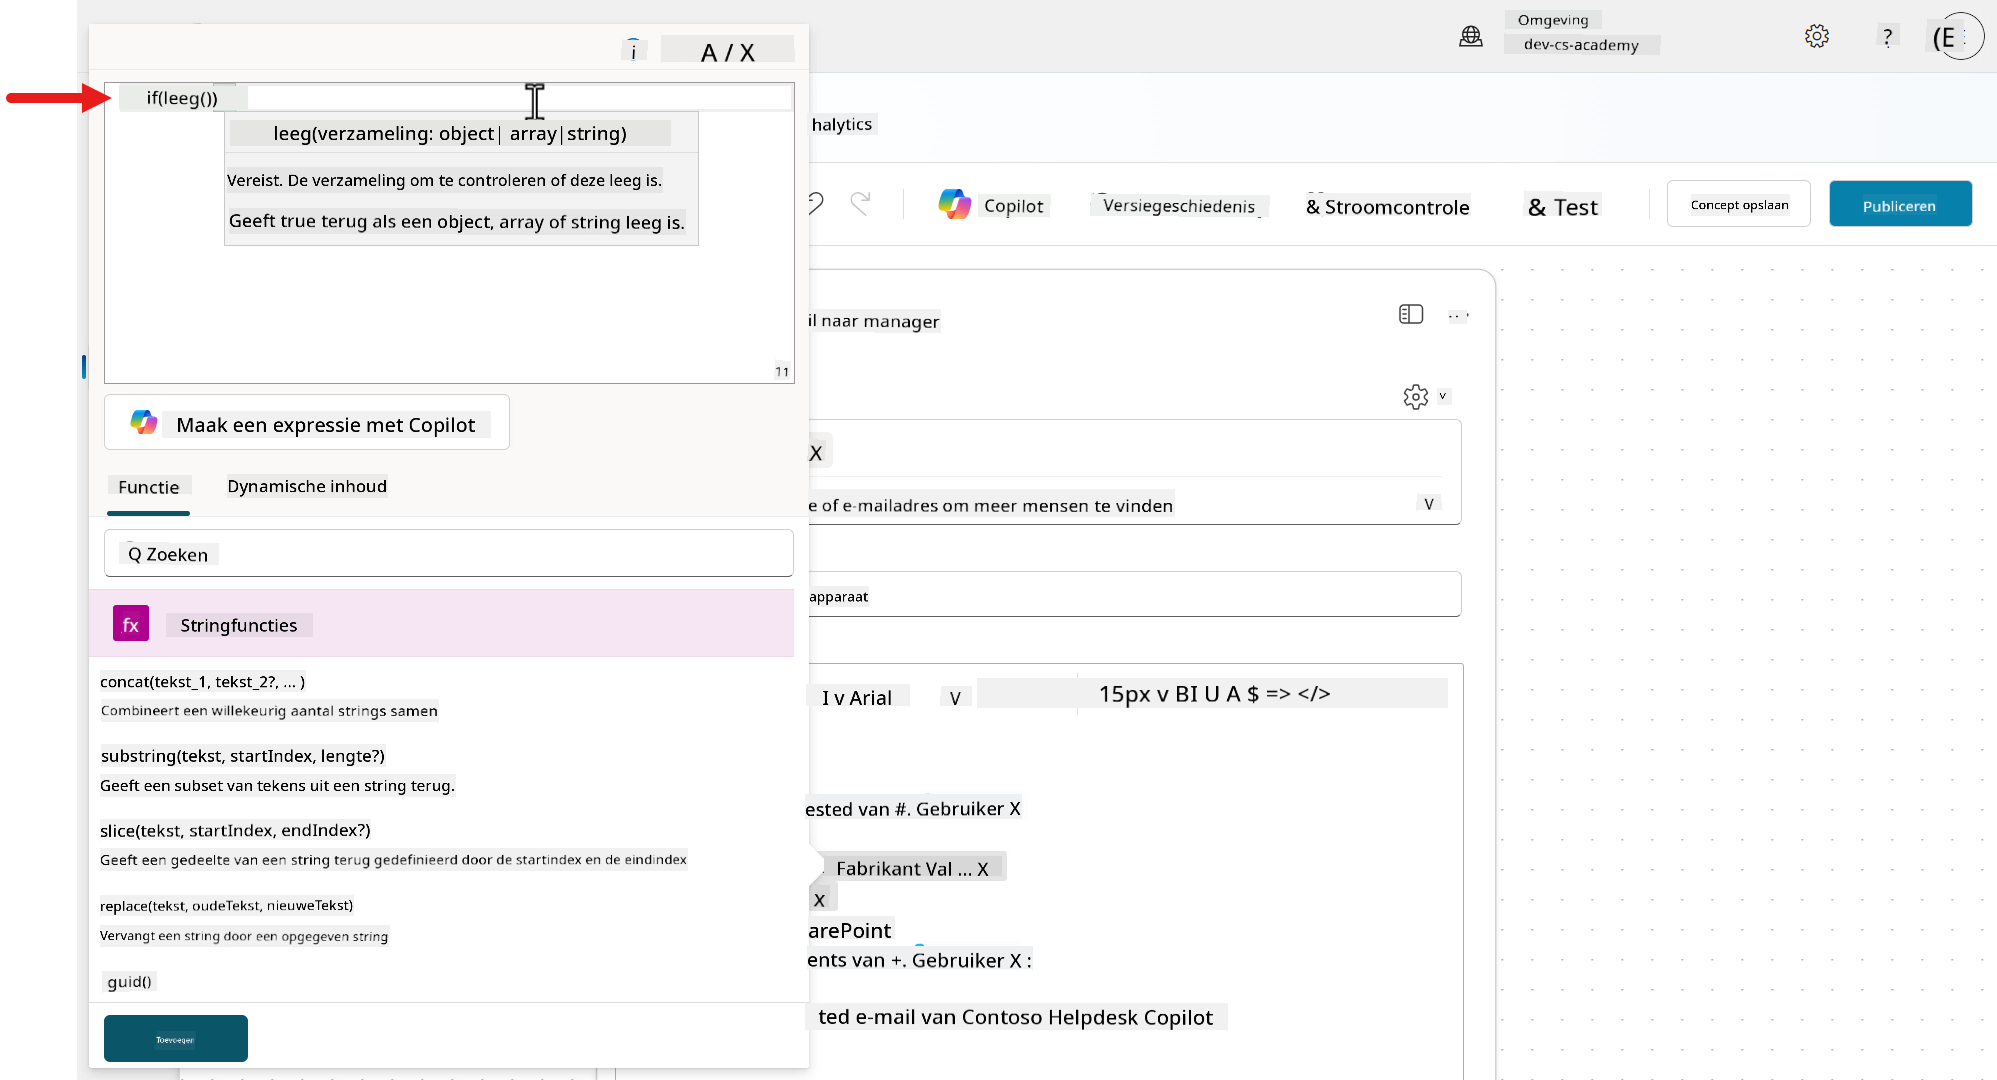 Omgeving
dev-cs-academy
?
(E
i
A / X
if(leeg())
leeg(verzameling: object| array|string)
Vereist. De verzameling om te controleren of deze leeg is.
Geeft true terug als een object, array of string leeg is.
11
halytics
Copilot
Versiegeschiedenis
& Stroomcontrole
& Test
Concept opslaan
Publiceren
il naar manager
Maak een expressie met Copilot
X
Functie
Dynamische inhoud
e of e-mailadres om meer mensen te vinden
V
Q Zoeken
apparaat
fx
Stringfuncties
concat(tekst_1, tekst_2?, ... )
Combineert een willekeurig aantal strings samen
substring(tekst, startIndex, lengte?)
Geeft een subset van tekens uit een string terug.
slice(tekst, startIndex, endIndex?)
Geeft een gedeelte van een string terug gedefinieerd door de startindex en de eindindex
replace(tekst, oudeTekst, nieuweTekst)
Vervangt een string door een opgegeven string
guid()
Toevoegen
I v Arial
V
15px v BI U A $ => </>
ested van #. Gebruiker X
Fabrikant Val ... X
x
arePoint
ents van +. Gebruiker X :
ted e-mail van Contoso Helpdesk Copilot